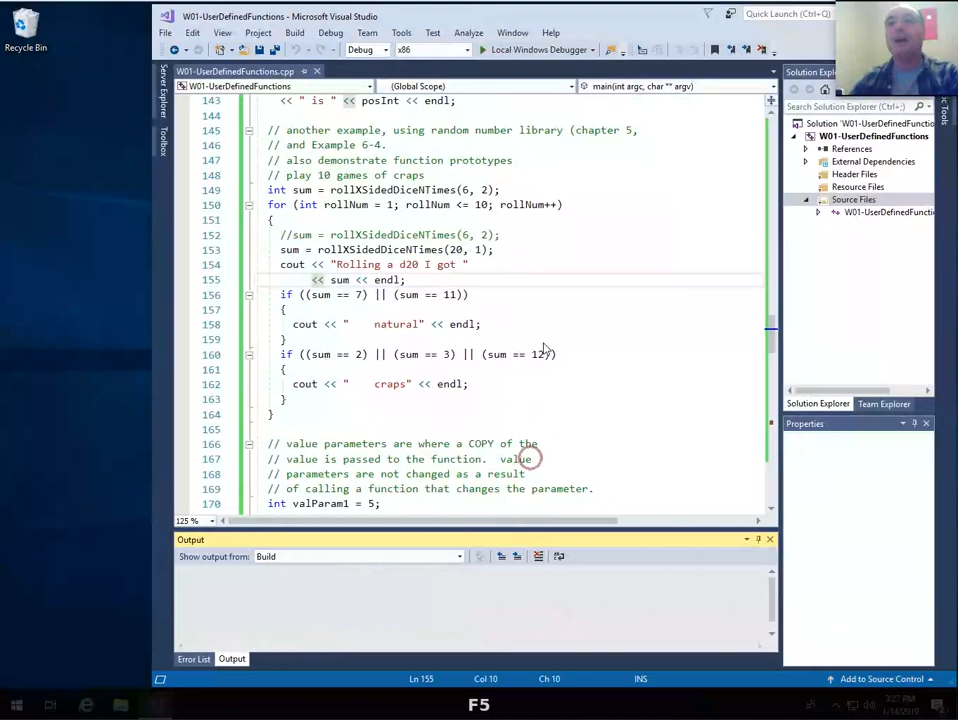 W01-UserDefinedFunctions - Microsoft Visual Studio
Quick Launch (Ctrl+Q)
Recycle Bin
File Edit View Project Build Debug Team Tools Test Analyze Window Help
Debug x86 Local Windows Debugger
Server Explorer
Toolbox
W01-UserDefinedFunctions.cpp
W01-UserDefinedFunctions (Global Scope) main(int argc, char ** argv)
143 << " is " << posInt << endl;
144
145 // another example, using random number library (chapter 5,
146 // and Example 6-4.
147 // also demonstrate function prototypes
148 // play 10 games of craps
149 int sum = rollXSidedDiceNTimes(6, 2);
150 for (int rollNum = 1; rollNum <= 10; rollNum++)
151 {
152 //sum = rollXSidedDiceNTimes(6, 2);
153 sum = rollXSidedDiceNTimes(20, 1);
154 cout << "Rolling a d20 I got "
155 << sum << endl;
156 if ((sum == 7) || (sum == 11))
157 {
158 cout << "    natural" << endl;
159 }
160 if ((sum == 2) || (sum == 3) || (sum == 12))
161 {
162 cout << "    craps" << endl;
163 }
164 }
165
166 // value parameters are where a COPY of the
167 // value is passed to the function.  value
168 // parameters are not changed as a result
169 // of calling a function that changes the parameter.
170 int valParam1 = 5;
125 %
Output
Show output from: Build
Error List Output
Solution Explorer
Search Solution Explorer (Ctrl+;)
Solution 'W01-UserDefinedFunctions'
W01-UserDefinedFunctions
References
External Dependencies
Header Files
Resource Files
Source Files
W01-UserDefinedFuncti
Solution Explorer Team Explorer
Properties
Ln 155 Col 10 Ch 10 INS Add to Source Control
F5